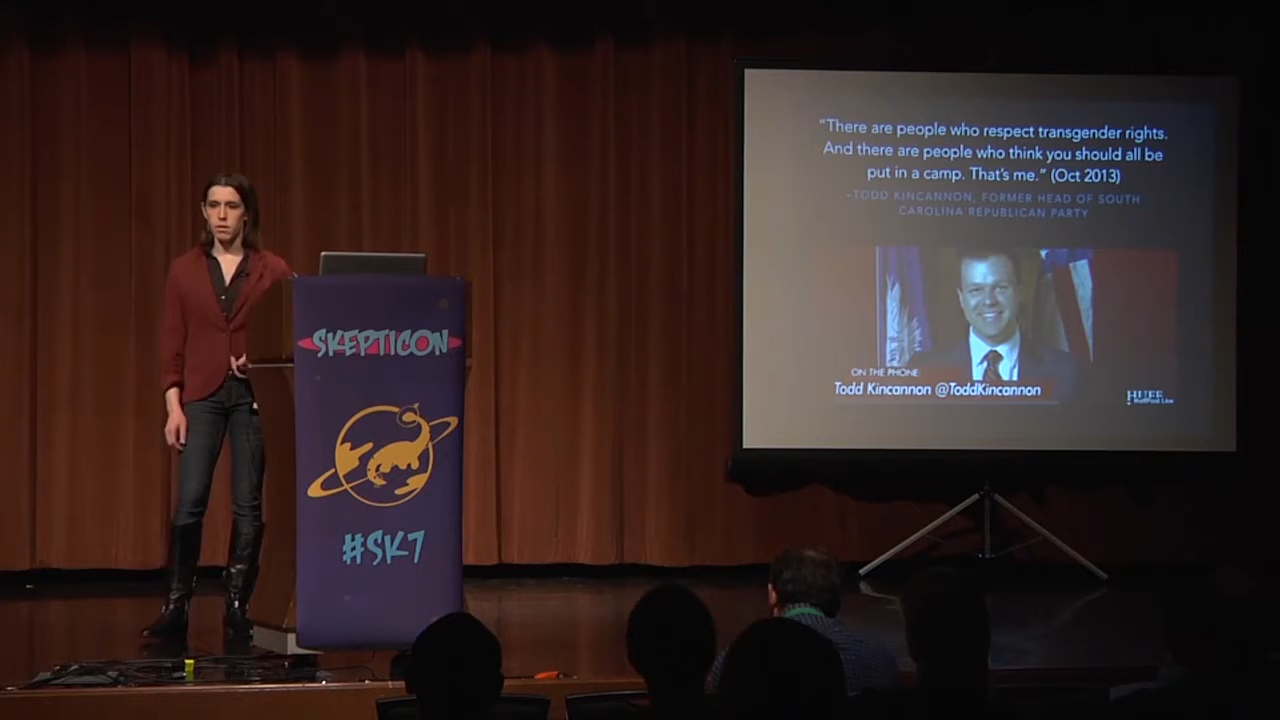 SKEPTICON
#SK7
“There are people who respect transgender rights.
And there are people who think you should all be
put in a camp. That’s me.” (Oct 2013)
–TODD KINCANNON, FORMER HEAD OF SOUTH
CAROLINA REPUBLICAN PARTY
ON THE PHONE:
Todd Kincannon @ToddKincannon
HUFF
HuffPost Live